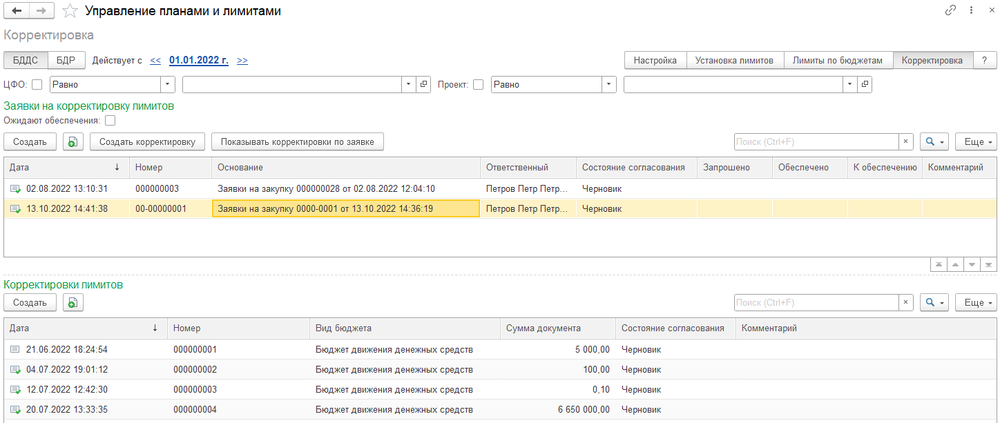 Управление планами и лимитами
Корректировка
БДДС БДР Действует с << 01.01.2022 г. >> Настройка Установка лимитов Лимиты по бюджетам Корректировка ?
ЦФО: Равно Проект: Равно
Заявки на корректировку лимитов
Ожидают обеспечения:
Создать Создать корректировку Показывать корректировки по заявке Поиск (Ctrl+F) × Еще
Дата ↓ Номер Основание Ответственный Состояние согласования Запрошено Обеспечено К обеспечению Комментарий
02.08.2022 13:10:31 000000003 Заявки на закупку 000000028 от 02.08.2022 12:04:10 Петров Петр Петр... Черновик
13.10.2022 14:41:38 00-00000001 Заявки на закупку 0000-0001 от 13.10.2022 14:36:19 Петров Петр Петр... Черновик
Корректировки лимитов
Создать Поиск (Ctrl+F) × Еще
Дата ↓ Номер Вид бюджета Сумма документа Состояние согласования Комментарий
21.06.2022 18:24:54 000000001 Бюджет движения денежных средств 5 000,00 Черновик
04.07.2022 19:01:12 000000002 Бюджет движения денежных средств 100,00 Черновик
12.07.2022 12:42:30 000000003 Бюджет движения денежных средств 0,10 Черновик
20.07.2022 13:33:35 000000004 Бюджет движения денежных средств 6 650 000,00 Черновик